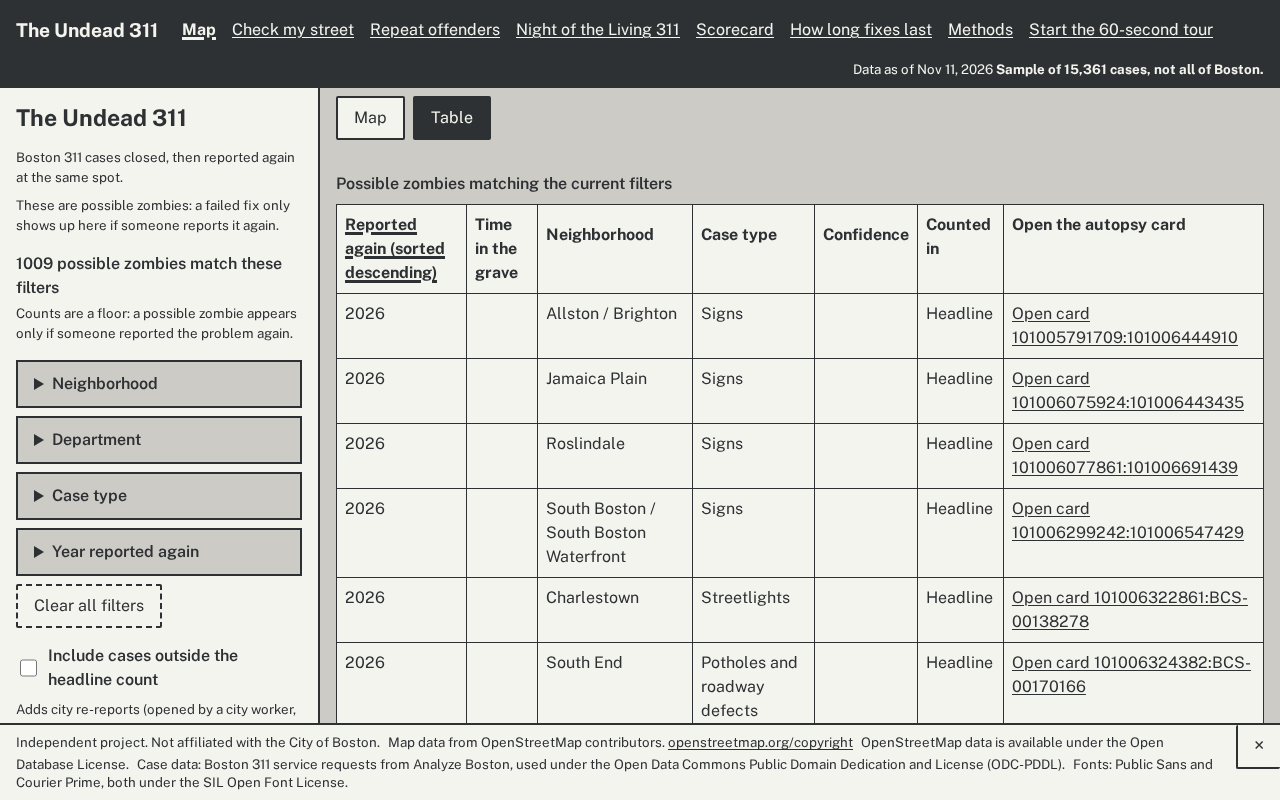 The Undead 311
Map
Check my street
Repeat offenders
Night of the Living 311
Scorecard
How long fixes last
Methods
Start the 60-second tour
Data as of Nov 11, 2026 Sample of 15,361 cases, not all of Boston.
The Undead 311
Boston 311 cases closed, then reported again
at the same spot.
These are possible zombies: a failed fix only
shows up here if someone reports it again.
1009 possible zombies match these
filters
Counts are a floor: a possible zombie appears
only if someone reported the problem again.
Neighborhood
Department
Case type
Year reported again
Clear all filters
Include cases outside the
headline count
Adds city re-reports (opened by a city worker,
Map
Table
Possible zombies matching the current filters
Reported
again (sorted
descending)
Time
in the
grave
Neighborhood
Case type
Confidence
Counted
in
Open the autopsy card
2026
Allston / Brighton
Signs
Headline
Open card
101005791709:101006444910
2026
Jamaica Plain
Signs
Headline
Open card
101006075924:101006443435
2026
Roslindale
Signs
Headline
Open card
101006077861:101006691439
2026
South Boston /
South Boston
Waterfront
Signs
Headline
Open card
101006299242:101006547429
2026
Charlestown
Streetlights
Headline
Open card 101006322861:BCS-
00138278
2026
South End
Potholes and
roadway
defects
Headline
Open card 101006324382:BCS-
00170166
Independent project. Not affiliated with the City of Boston. Map data from OpenStreetMap contributors. openstreetmap.org/copyright OpenStreetMap data is available under the Open
Database License. Case data: Boston 311 service requests from Analyze Boston, used under the Open Data Commons Public Domain Dedication and License (ODC-PDDL). Fonts: Public Sans and
Courier Prime, both under the SIL Open Font License.
×